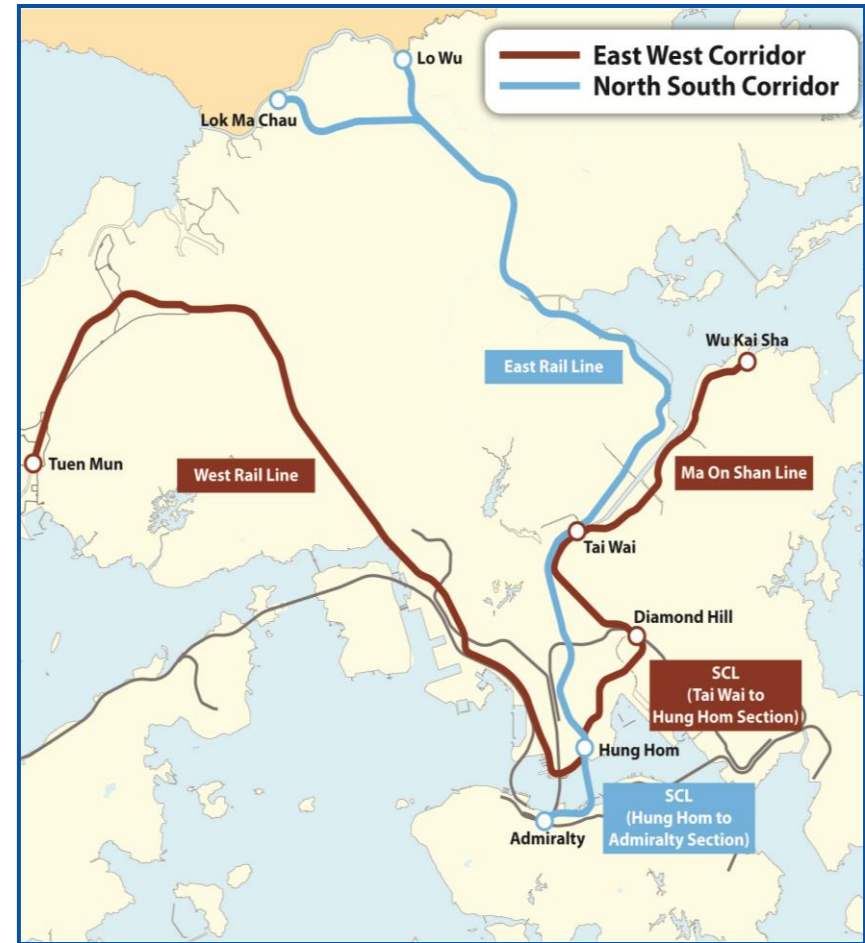 East West Corridor
North South Corridor
Lo Wu
Lok Ma Chau
Wu Kai Sha
East Rail Line
Tuen Mun
West Rail Line
Ma On Shan Line
Tai Wai
Diamond Hill
SCL
(Tai Wai to
Hung Hom Section)
Hung Hom
SCL
(Hung Hom to
Admiralty Section)
Admiralty